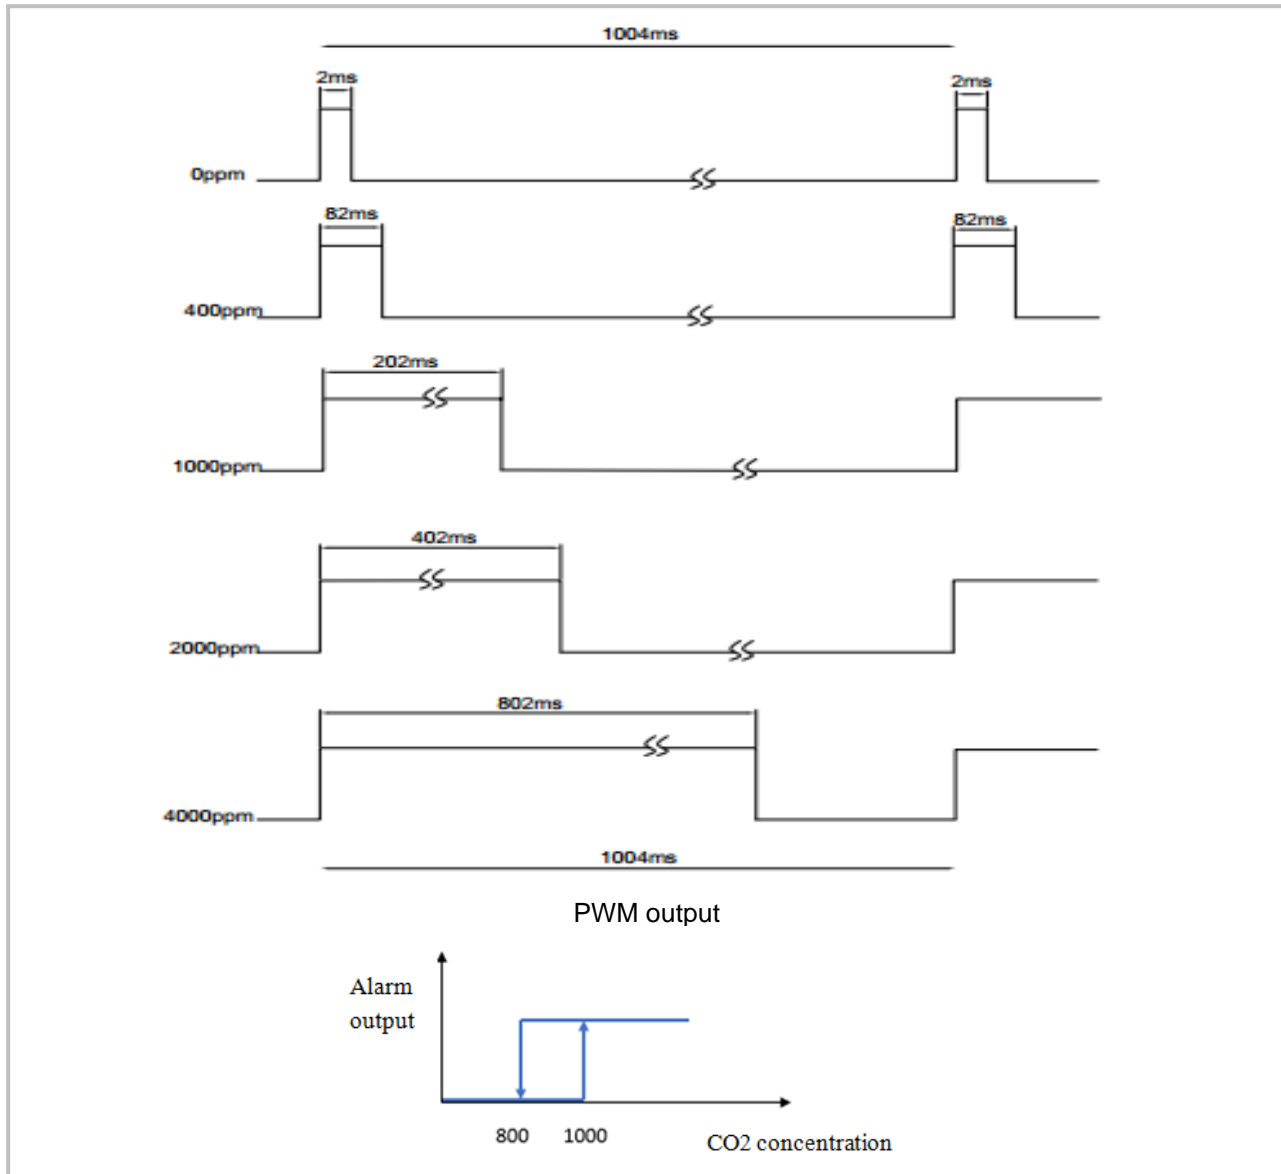 1004ms
2ms 2ms
0ppm
82ms 82ms
400ppm
202ms
1000ppm
402ms
2000ppm
802ms
4000ppm
1004ms
PWM output
Alarm
output
800 1000
CO2 concentration